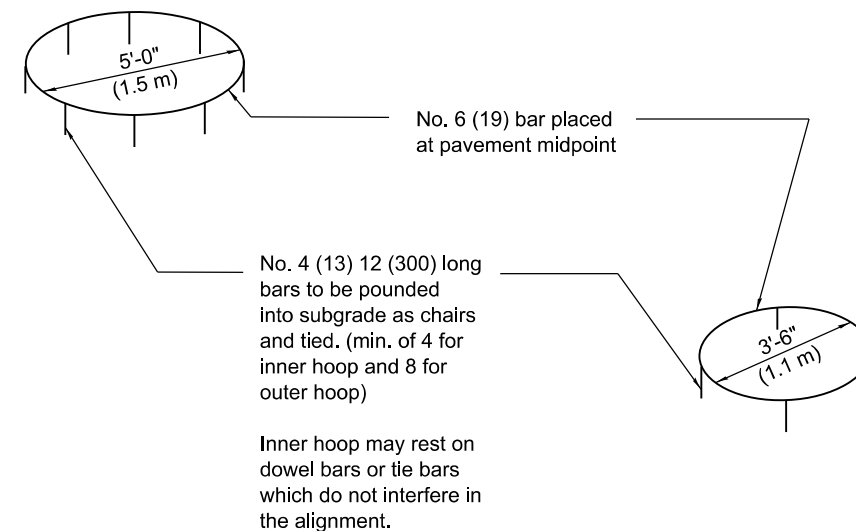 5'-0"
(1.5 m)
No. 6 (19) bar placed
at pavement midpoint
No. 4 (13) 12 (300) long
bars to be pounded
into subgrade as chairs
and tied. (min. of 4 for
inner hoop and 8 for
outer hoop)
Inner hoop may rest on
dowel bars or tie bars
which do not interfere in
the alignment.
3'-6"
(1.1 m)